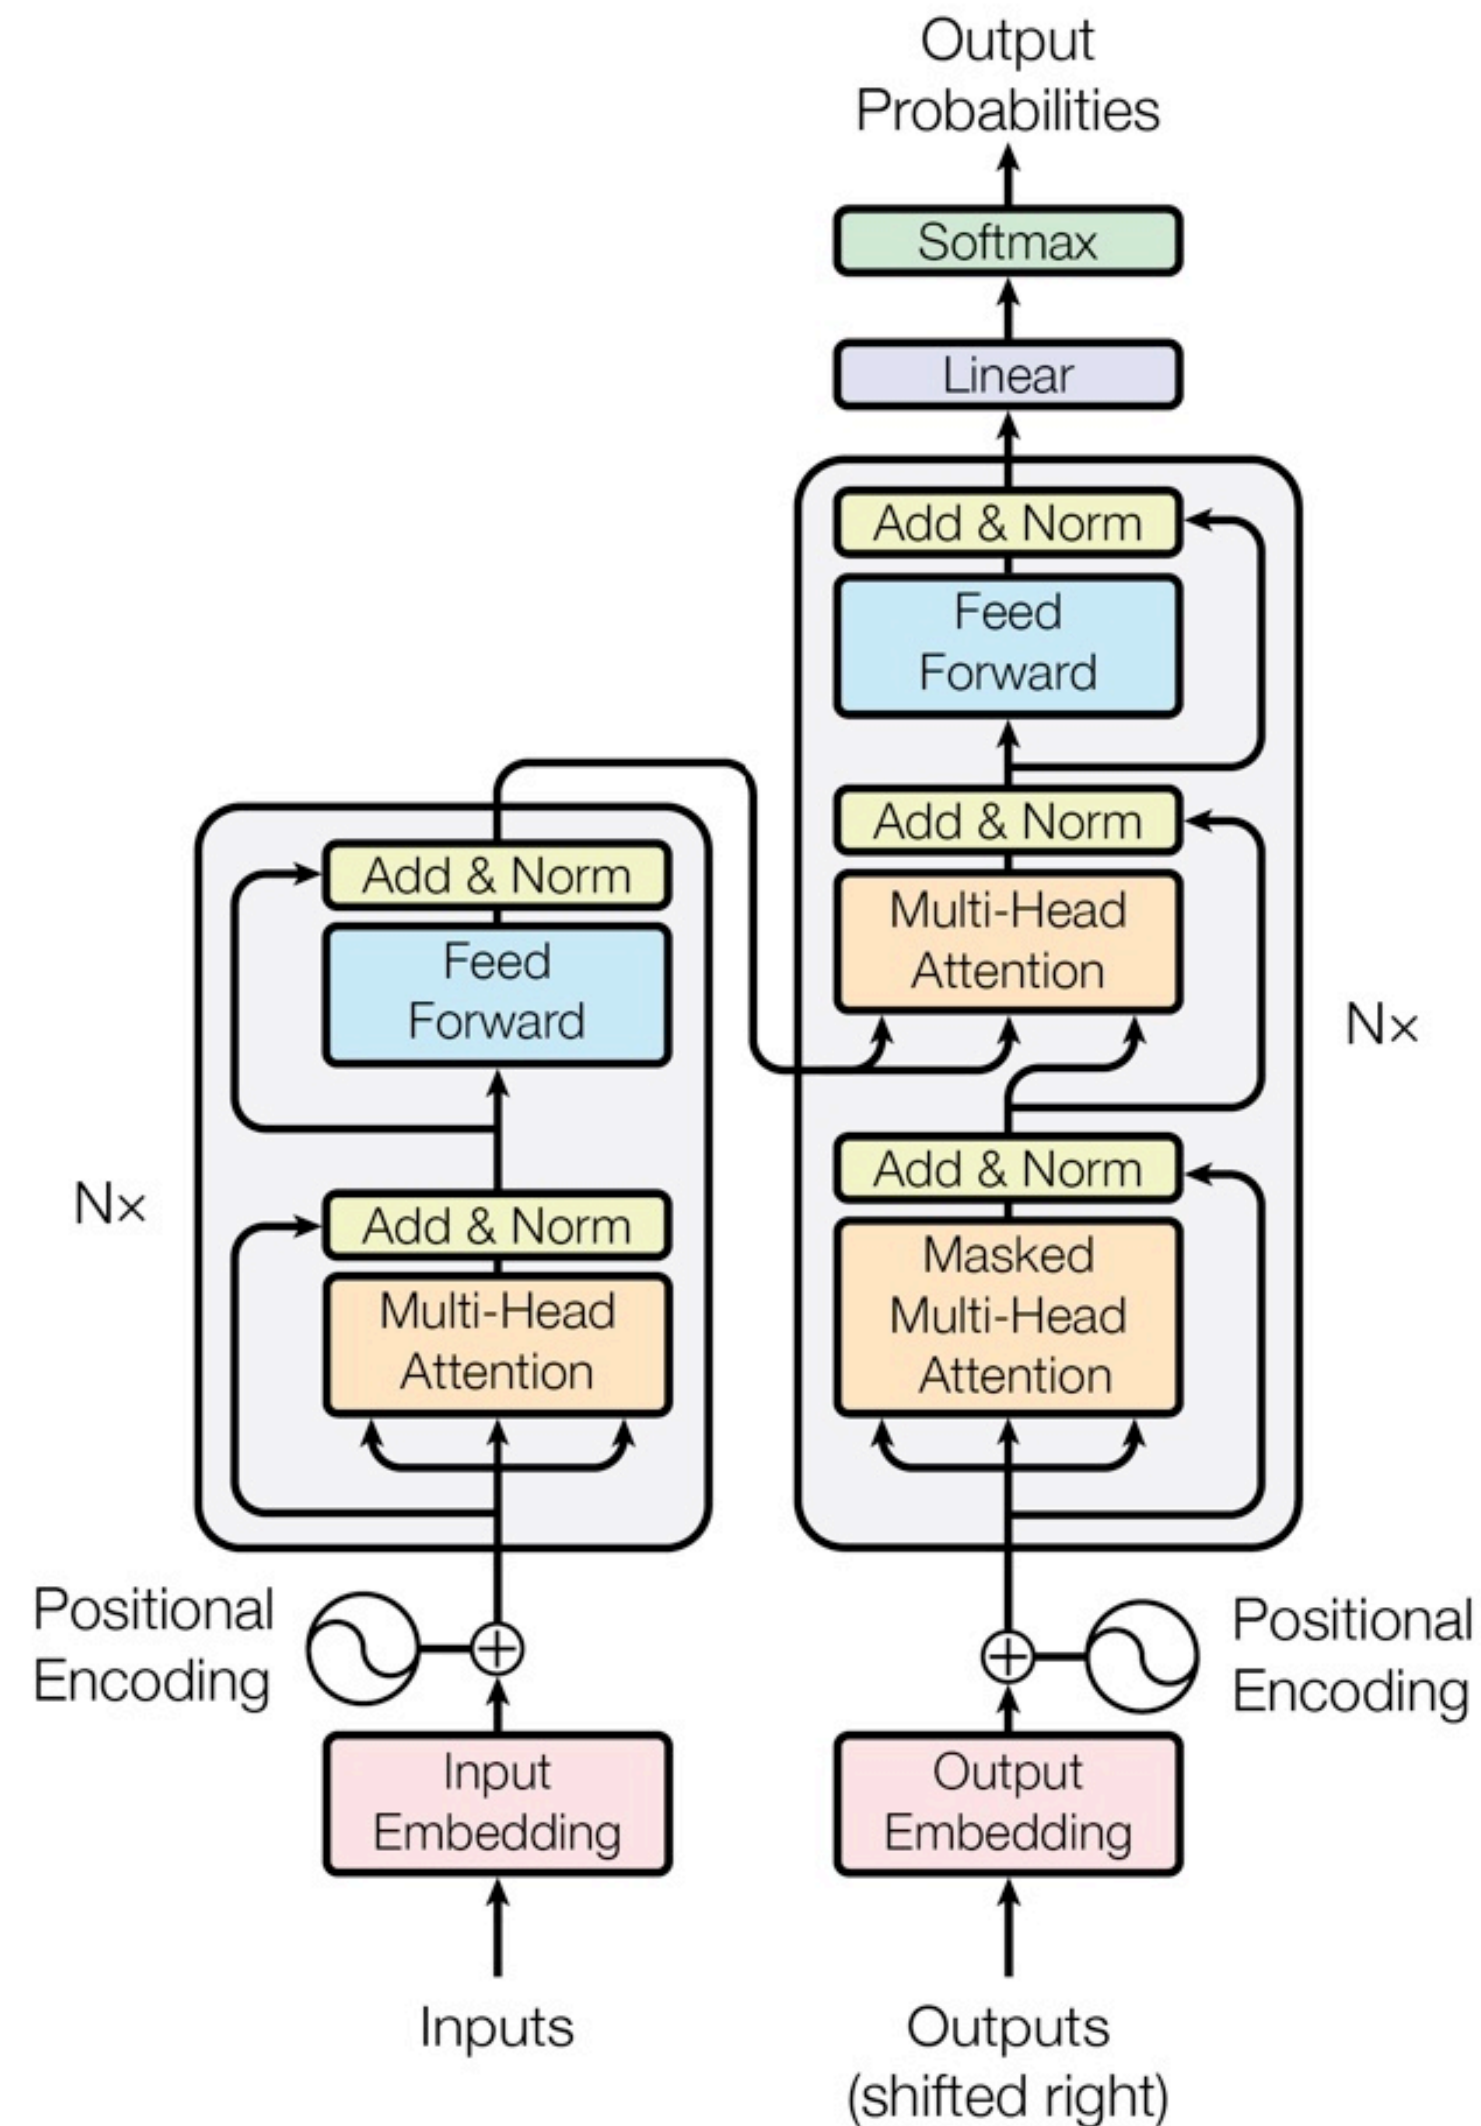 Output
Probabilities
Softmax
Linear
Add & Norm
Feed
Forward
Add & Norm
Multi-Head
Attention
Add & Norm
Masked
Multi-Head
Attention
N×
Add & Norm
Feed
Forward
Add & Norm
Multi-Head
Attention
N×
Positional
Encoding
Positional
Encoding
Input
Embedding
Output
Embedding
Inputs
Outputs
(shifted right)